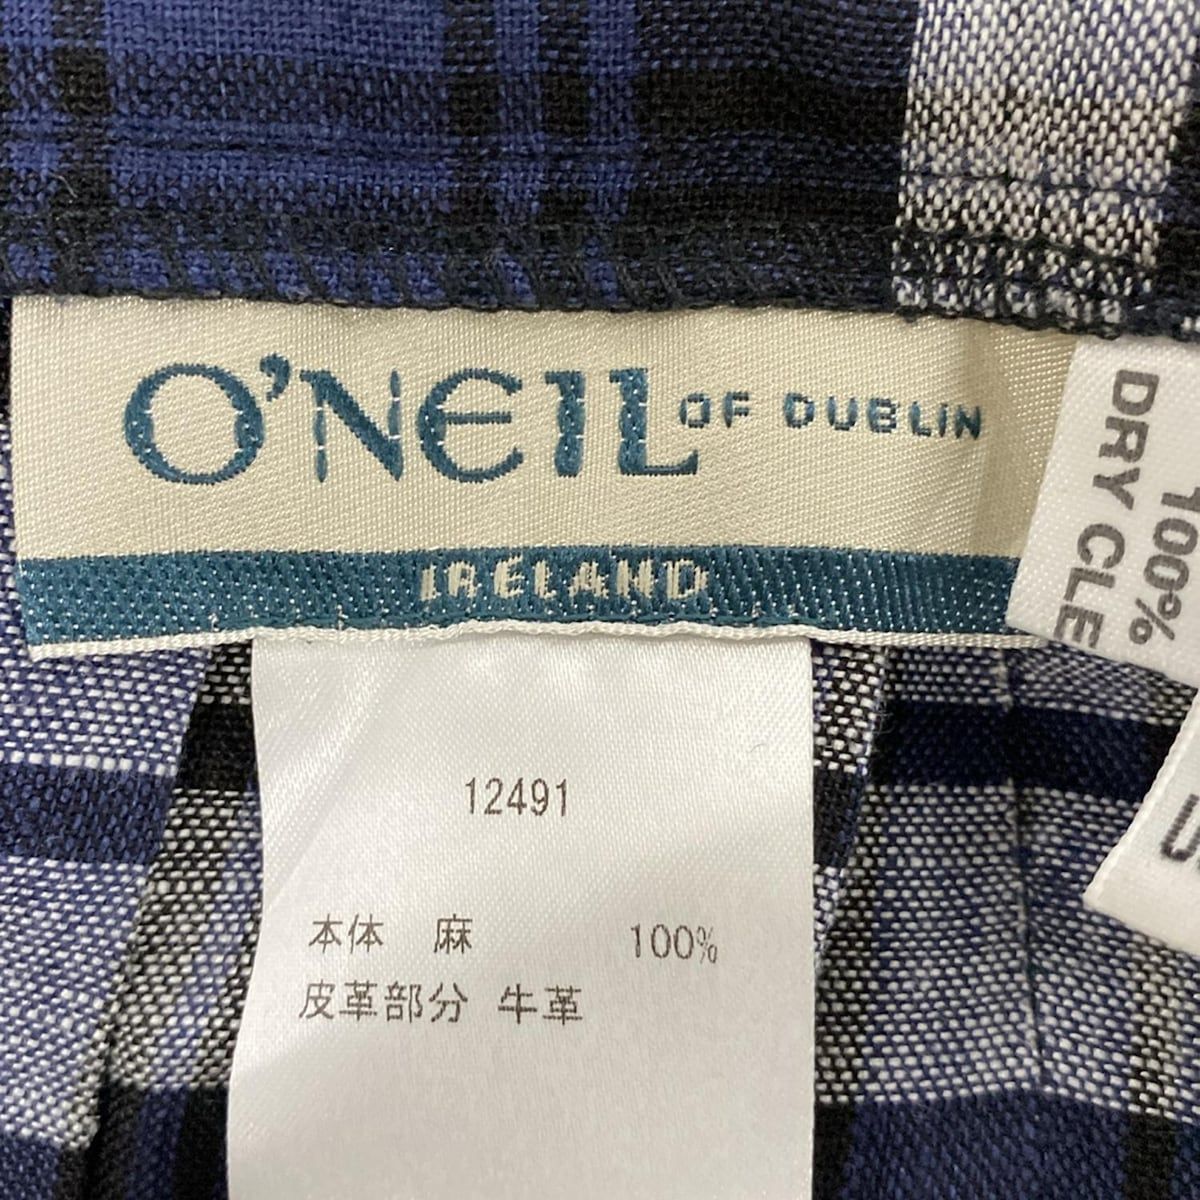 O'NEIL OF DUBLIN
IRELAND
100%
DRY CLE
12491
本体 麻 100%
皮革部分 牛革